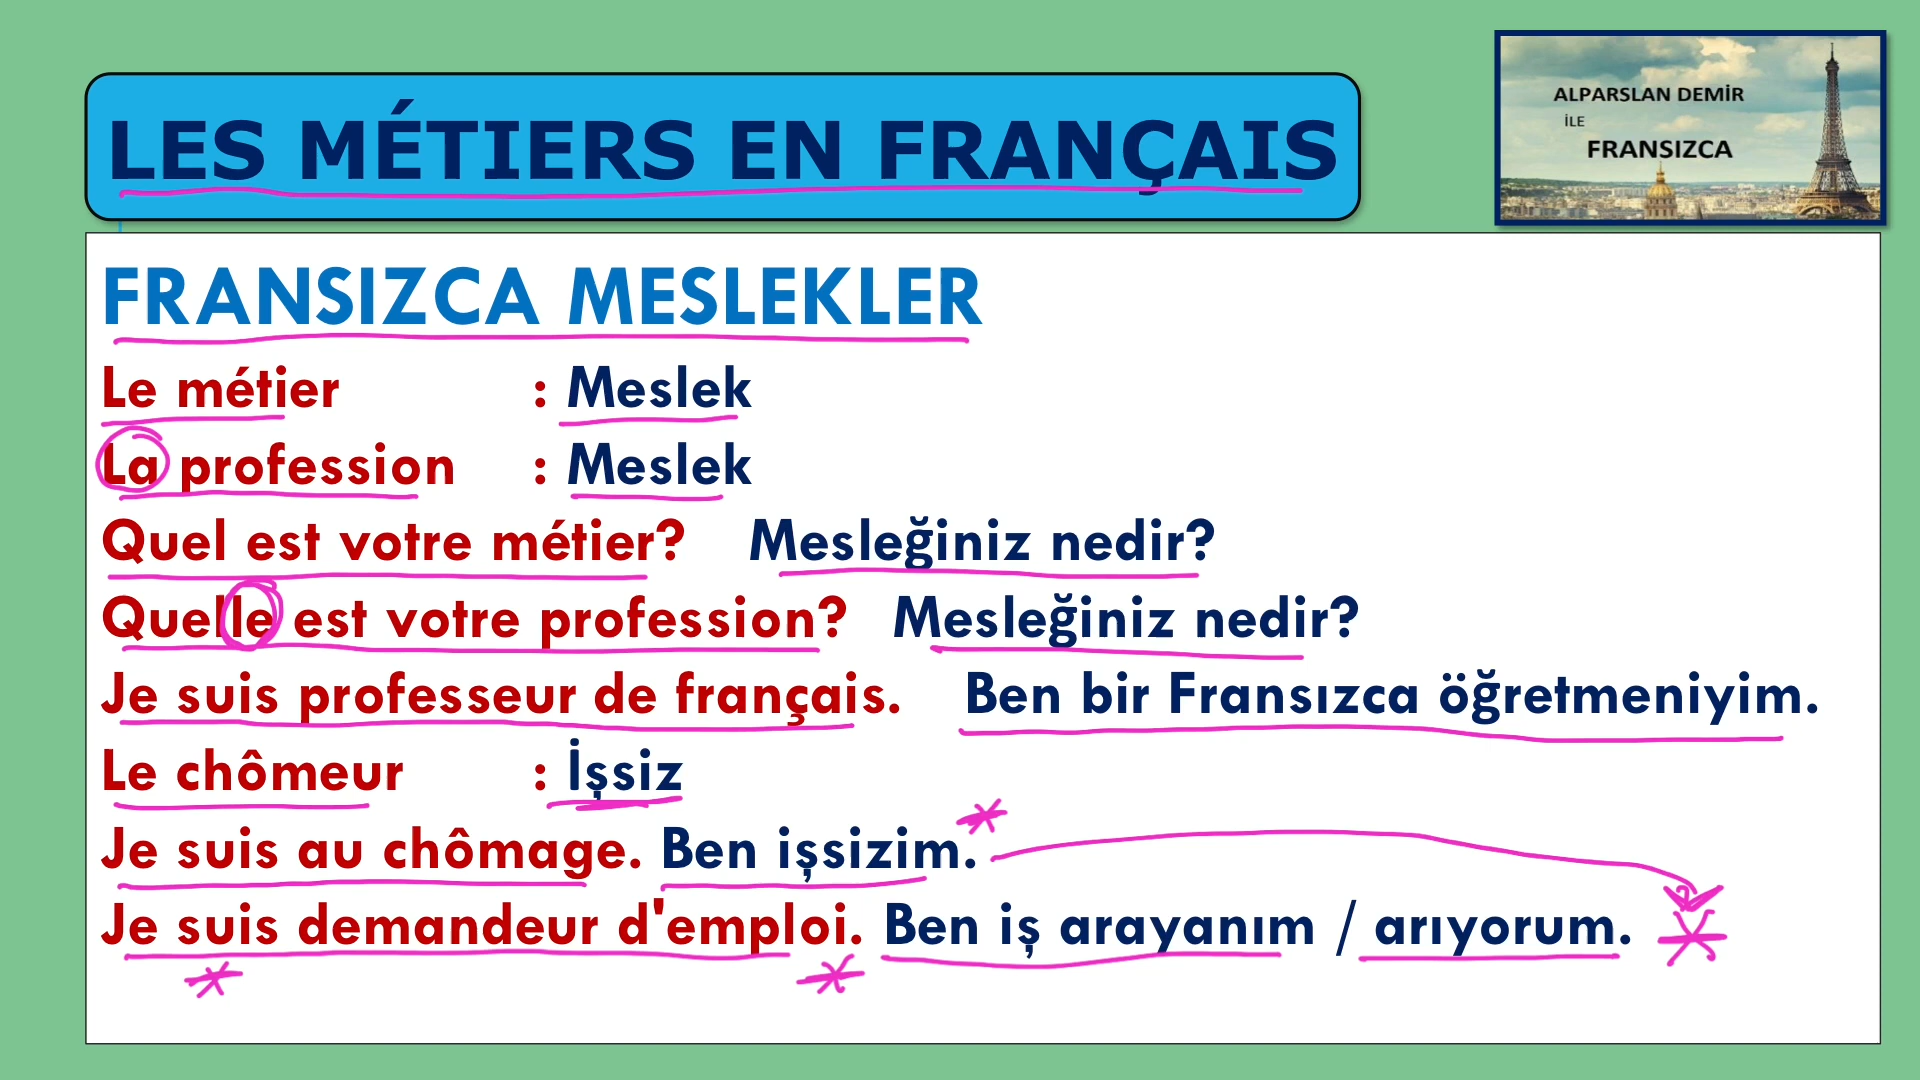 LES MÉTIERS EN FRANÇAIS
ALPARSLAN DEMİR
İLE
FRANSIZCA
FRANSIZCA MESLEKLER
Le métier : Meslek
La profession : Meslek
Quel est votre métier? Mesleğiniz nedir?
Quelle est votre profession? Mesleğiniz nedir?
Je suis professeur de français. Ben bir Fransızca öğretmeniyim.
Le chômeur : İşsiz
Je suis au chômage. Ben işsizim.
Je suis demandeur d'emploi. Ben iş arayanım / arıyorum.